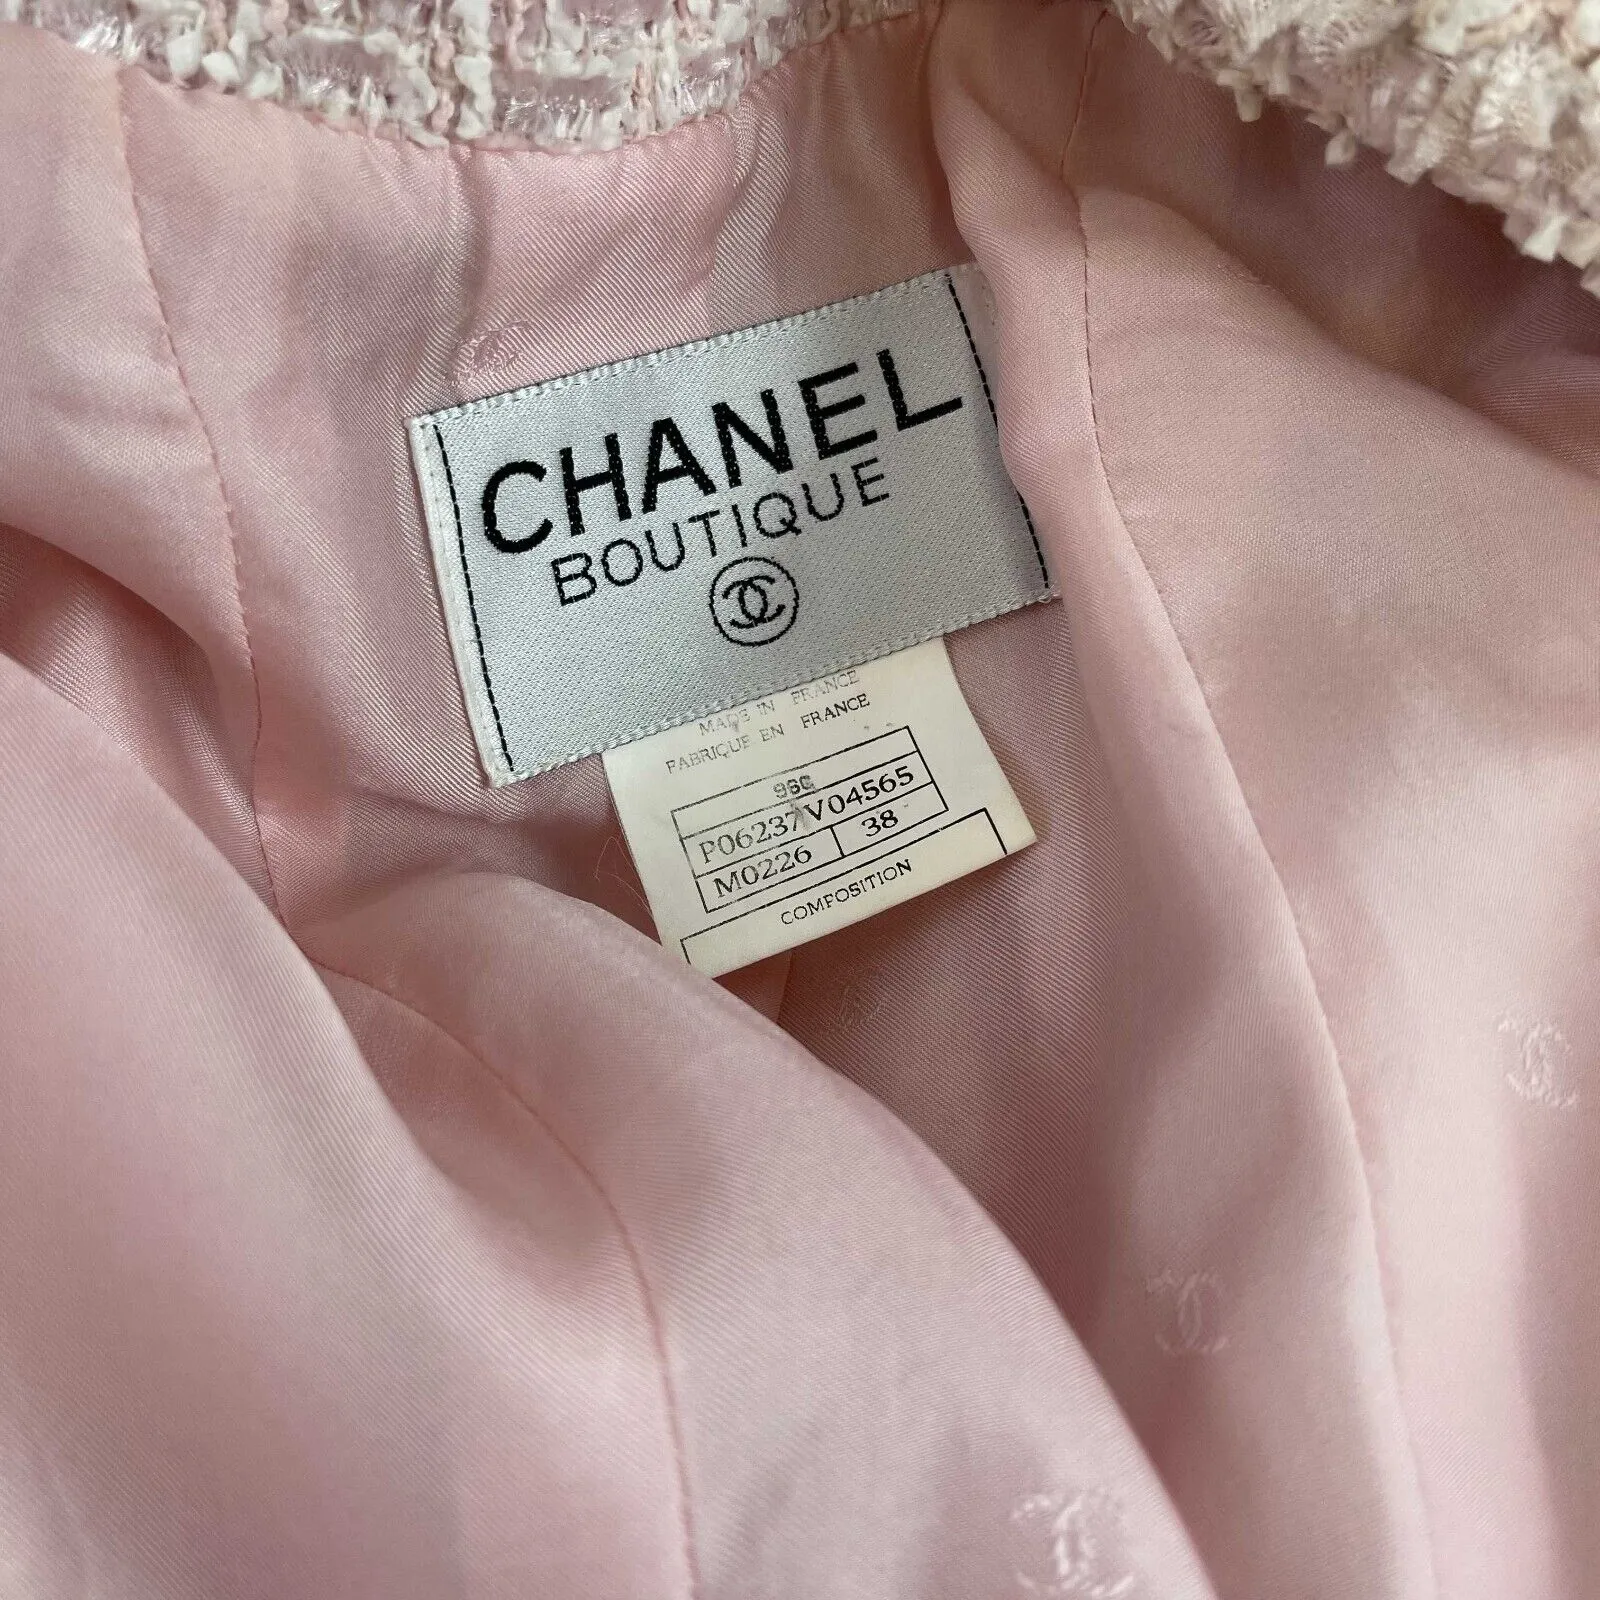 CHANEL
BOUTIQUE
MADE IN FRANCE
FABRIQUE EN FRANCE
P06237V04565
M0226 38
COMPOSITION